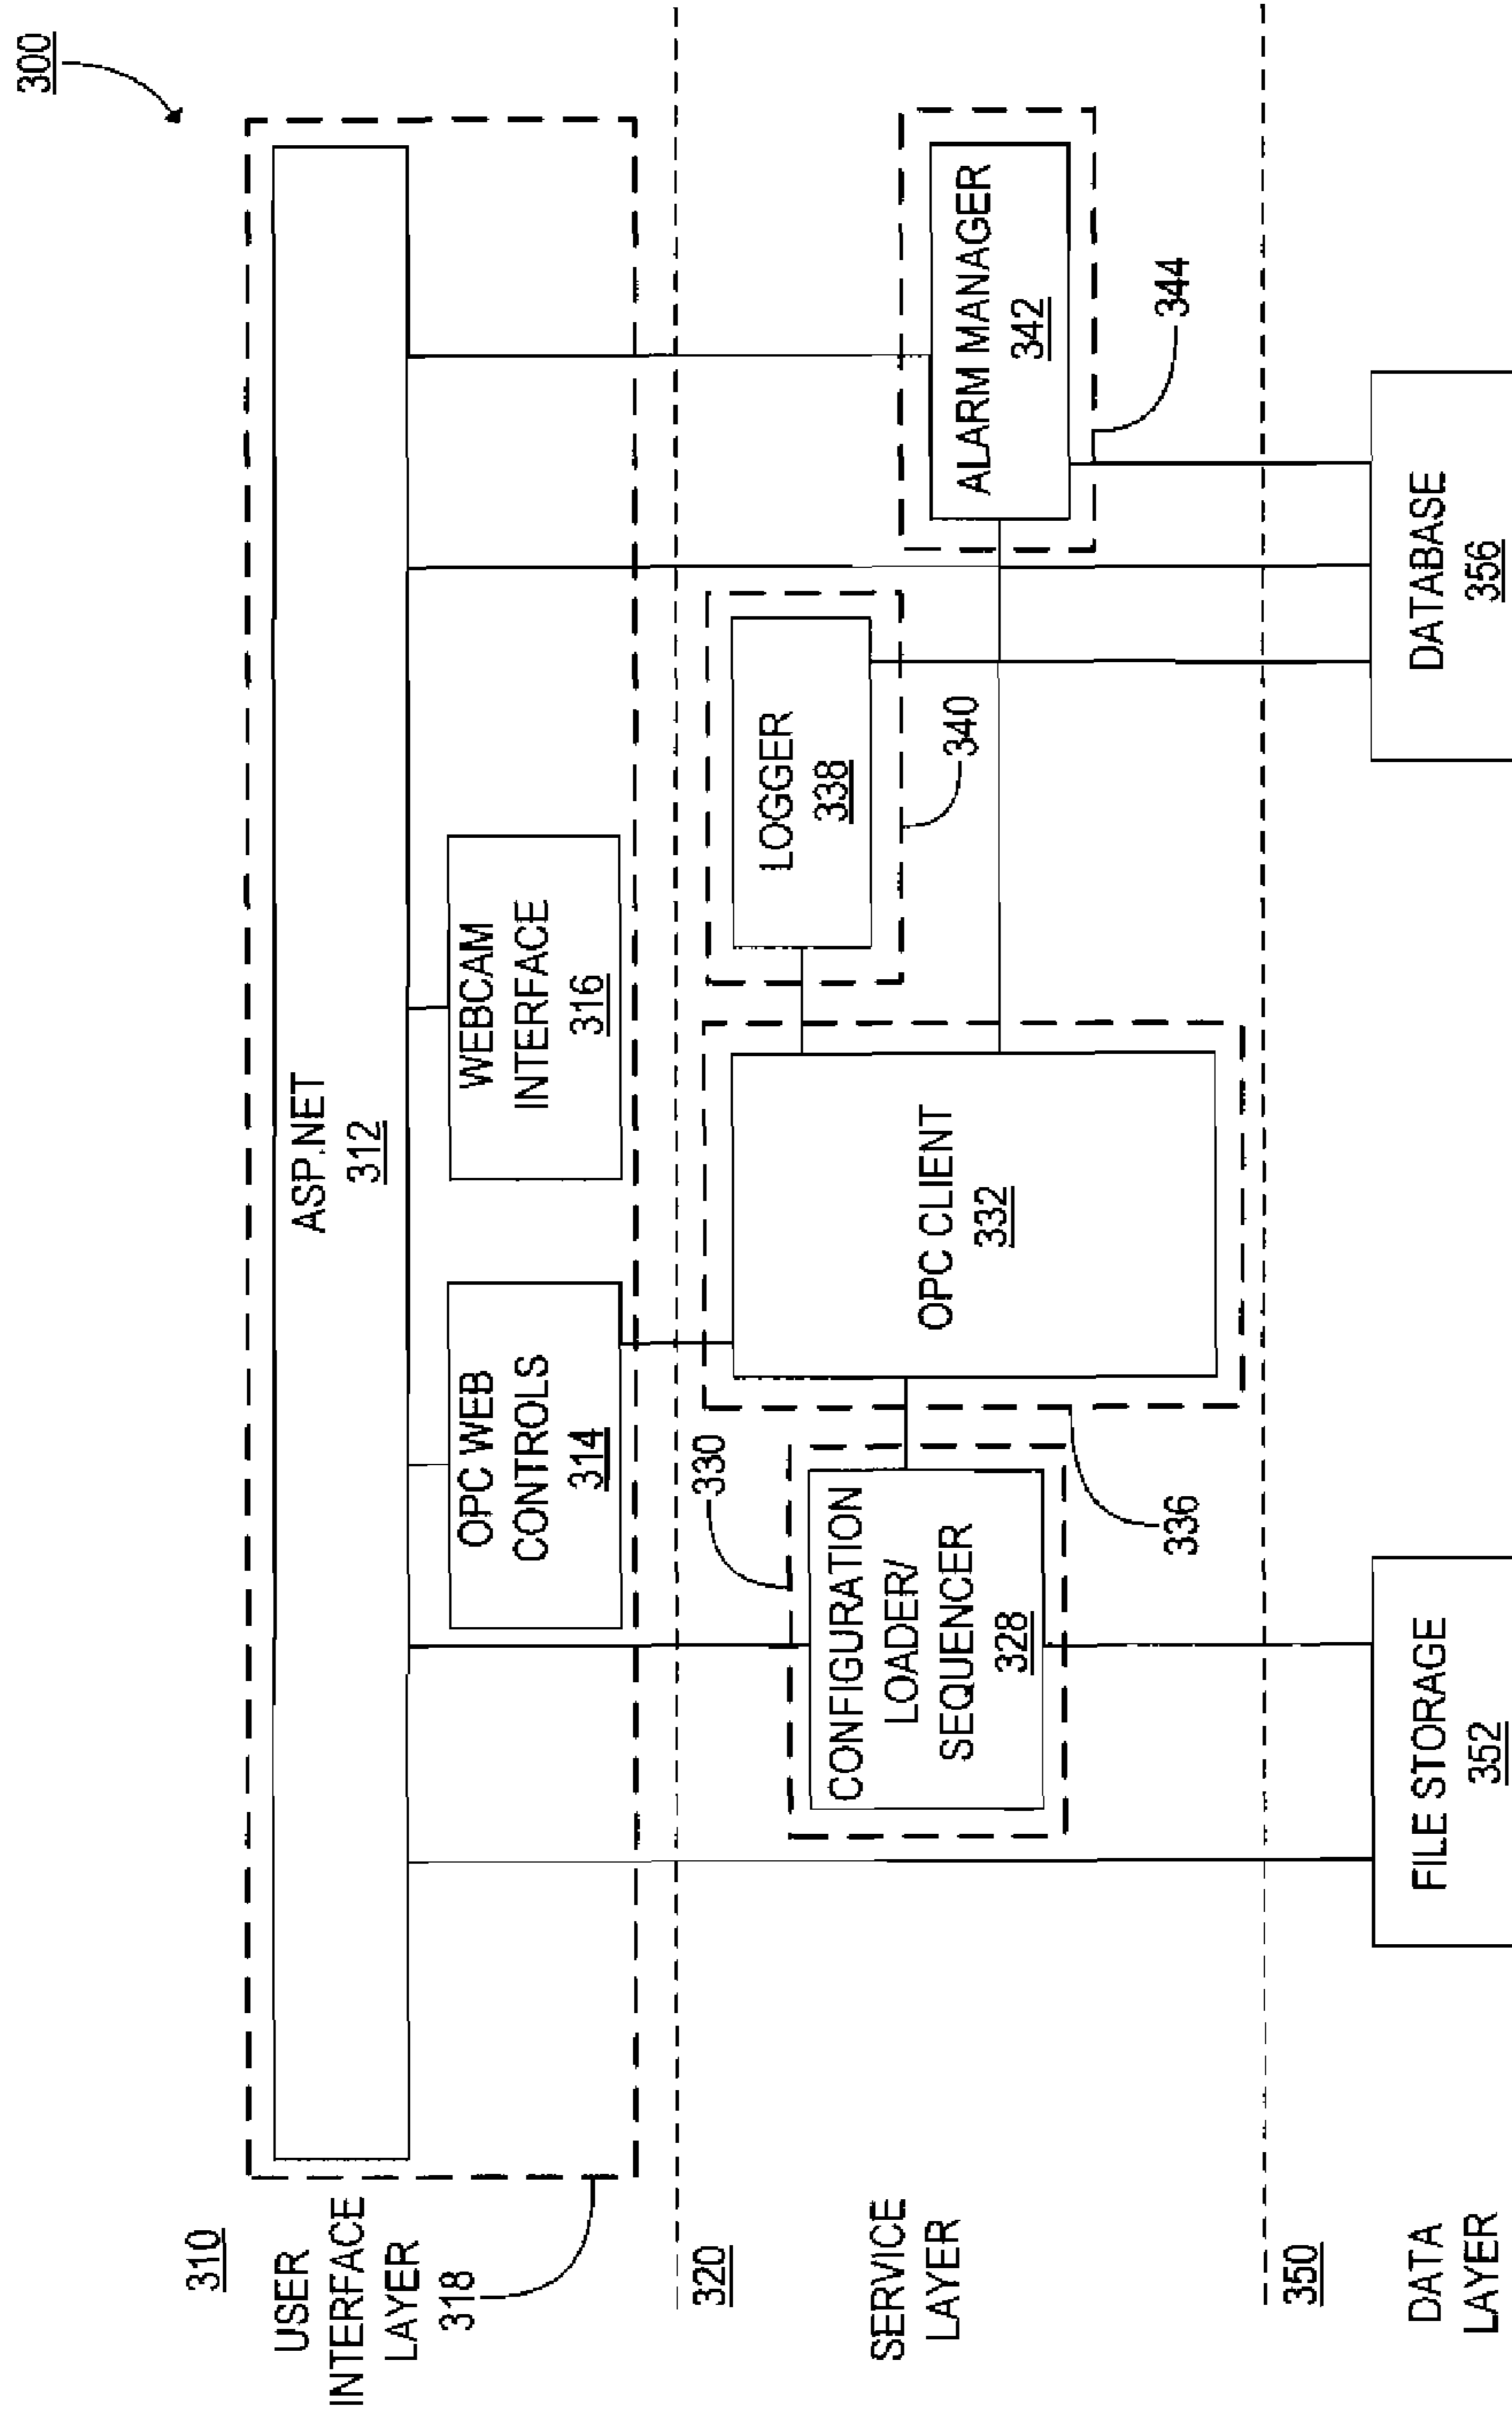 300
310
USER
INTERFACE
LAYER
318
ASP.NET
312
OPC WEB
CONTROLS
314
WEBCAM
INTERFACE
316
320
SERVICE
LAYER
330
CONFIGURATION
LOADER/
SEQUENCER
328
336
OPC CLIENT
332
LOGGER
338
340
ALARM MANAGER
342
344
350
DATA
LAYER
FILE STORAGE
352
DATABASE
356